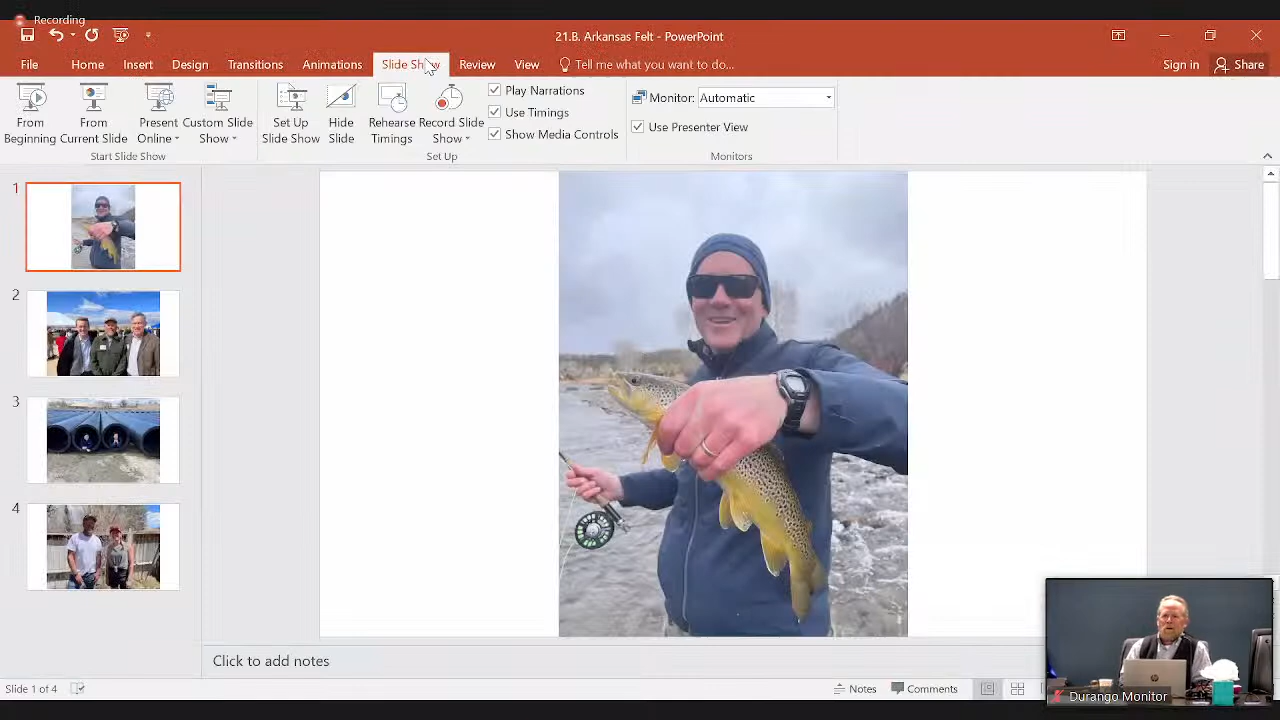 Recording
21.B. Arkansas Felt - PowerPoint
File Home Insert Design Transitions Animations Slide Show Review View Tell me what you want to do... Sign in Share
From Beginning
From Current Slide
Present Online
Custom Slide Show
Start Slide Show
Set Up Slide Show
Hide Slide
Rehearse Timings
Record Slide Show
Play Narrations
Use Timings
Show Media Controls
Set Up
Monitor: Automatic
Use Presenter View
Monitors
1
2
3
4
Click to add notes
Slide 1 of 4
Notes
Comments
Durango Monitor